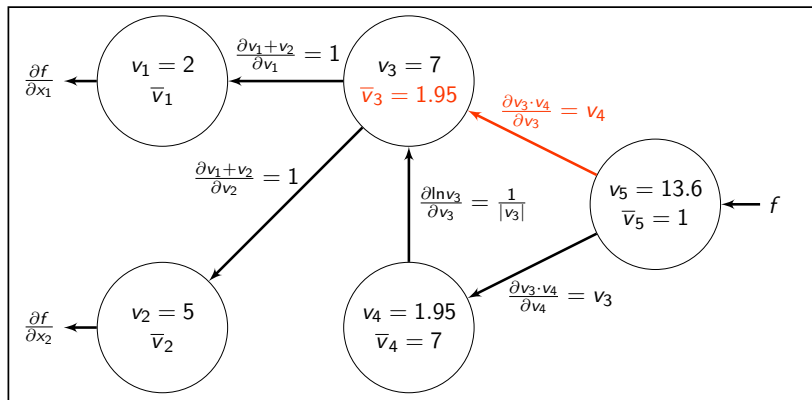 ∂f/∂x₁
v₁ = 2
v̅₁
∂v₁+v₂/∂v₁ = 1
v₃ = 7
v̅₃ = 1.95
∂v₃·v₄/∂v₃ = v₄
∂v₁+v₂/∂v₂ = 1
∂lnv₃/∂v₃ = 1/|v₃|
v₅ = 13.6
v̅₅ = 1
f
∂f/∂x₂
v₂ = 5
v̅₂
v₄ = 1.95
v̅₄ = 7
∂v₃·v₄/∂v₄ = v₃